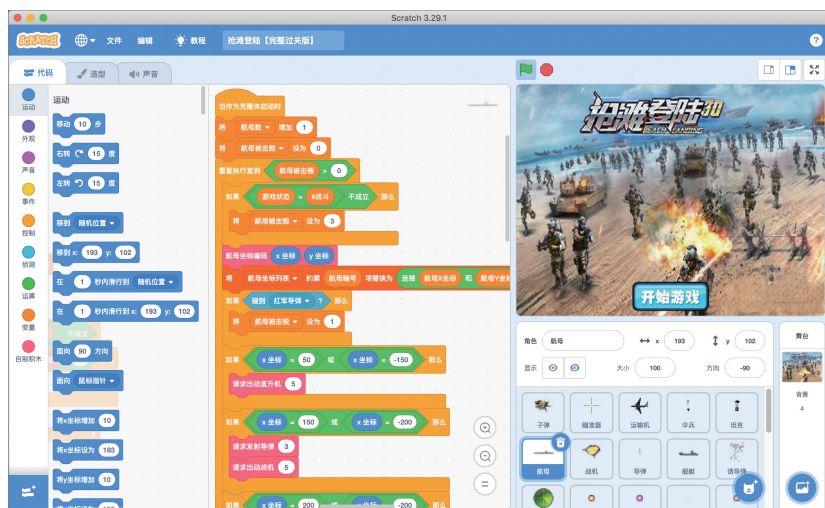 Scratch 3.29.1
SCRATCH 文件 编辑 教程 抢滩登陆【完整过关版】
代码 造型 声音
运动
外观
声音
事件
控制
侦测
运算
变量
自制积木
运动
移动 10 步
右转 15 度
左转 15 度
移到 随机位置
移到 x: 193 y: 102
在 1 秒内滑行到 随机位置
在 1 秒内滑行到 x: 193 y: 102
面向 90 方向
面向 鼠标指针
将x坐标增加 10
将x坐标设为 193
将y坐标增加 10
当作为克隆体启动时
将 航母数 增加 1
将 航母被击毁 设为 0
重复执行直到 航母被击毁 > 0
如果 游戏状态 = #战斗 不成立 那么
将 航母被击毁 设为 3
航母坐标编码 x 坐标 y 坐标
将 航母坐标列表 的第 航母编号 项替换为 连接 航母X坐标 和 航母Y坐标
如果 碰到 红军导弹 ? 那么
将 航母被击毁 设为 1
如果 x 坐标 = 50 或 x 坐标 = -150 那么
请求出动直升机 5
如果 x 坐标 = 150 或 x 坐标 = -200 那么
请求发射导弹 3
请求出动战机 5
如果 x 坐标 = 200 或 x 坐标 = -200 那么
抢滩登陆3D
BEACH LANDING
开始游戏
角色 航母 x 193 y 102
显示 大小 100 方向 -90
子弹 瞄准器 运输机 伞兵 坦克
航母 战机 导弹 舰艇 诱导弹
舞台
背景
4